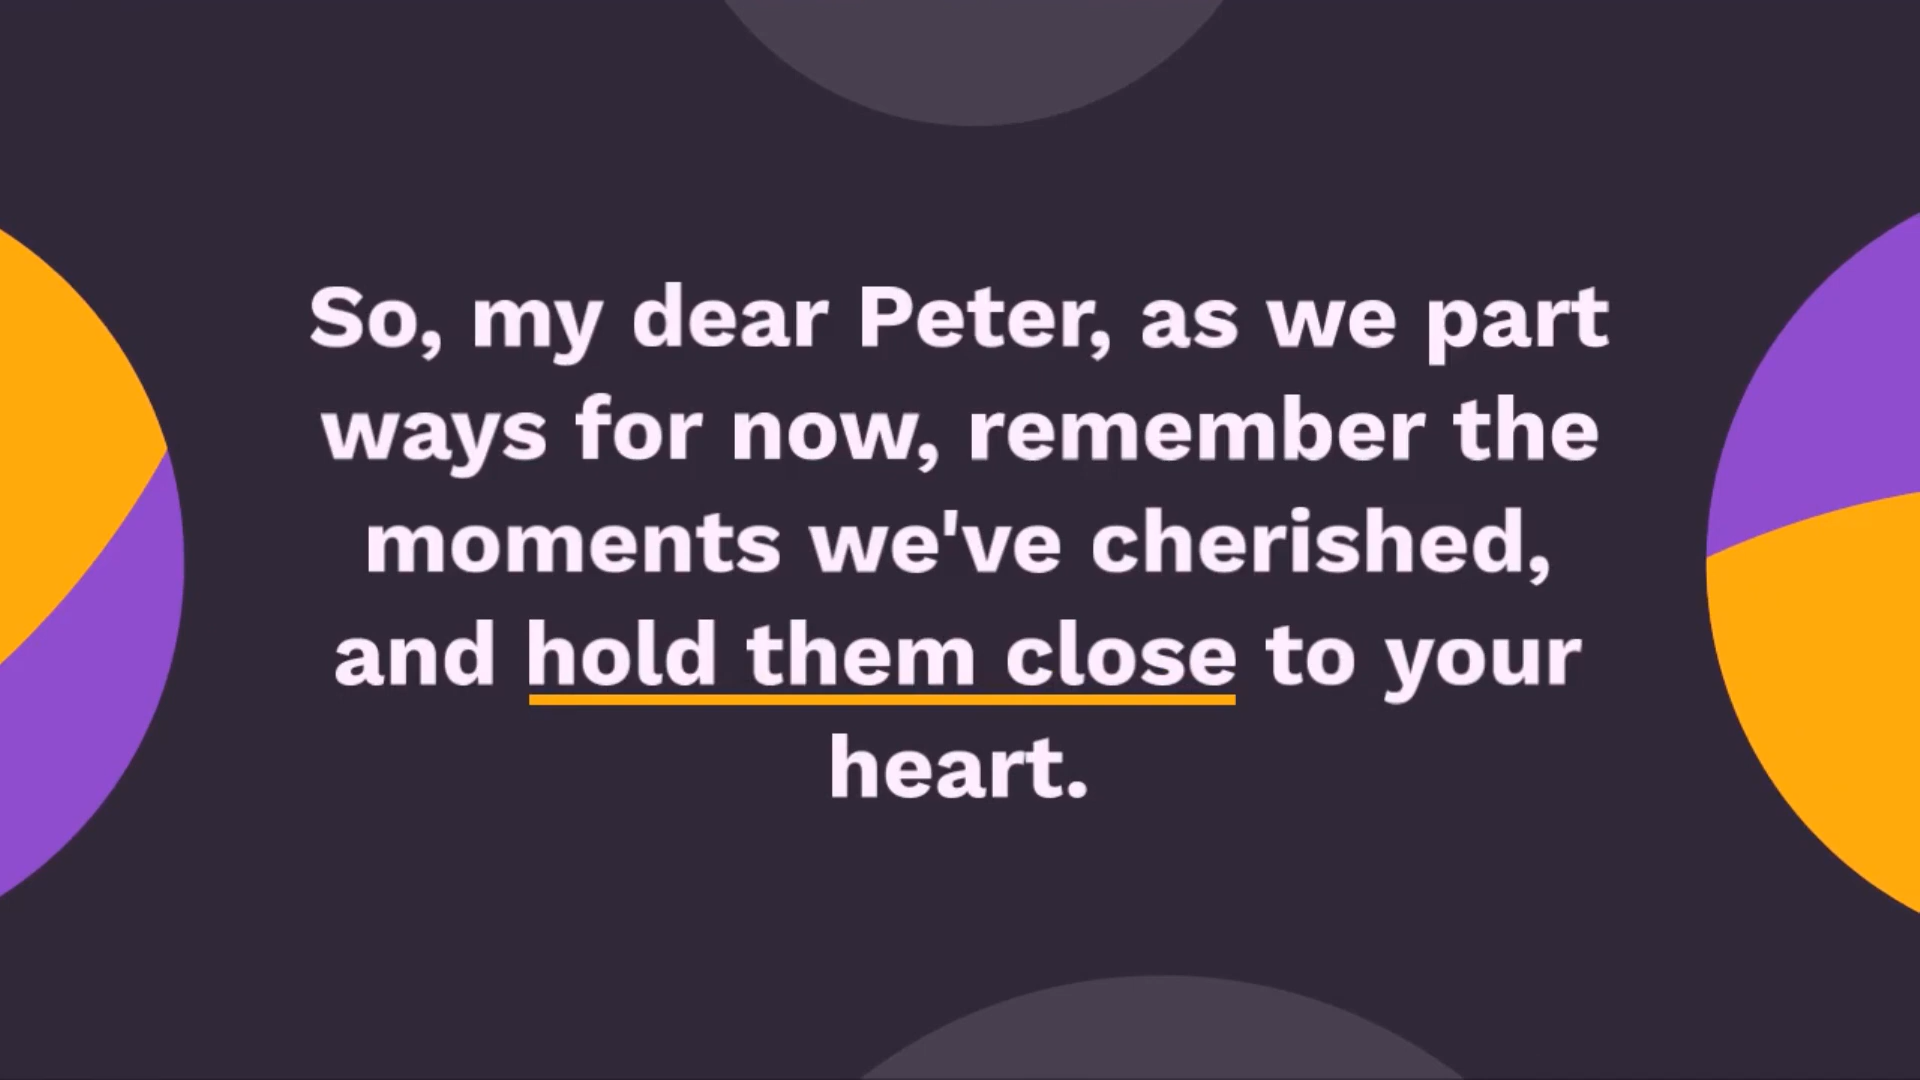 So, my dear Peter, as we part
ways for now, remember the
moments we've cherished,
and hold them close to your
heart.